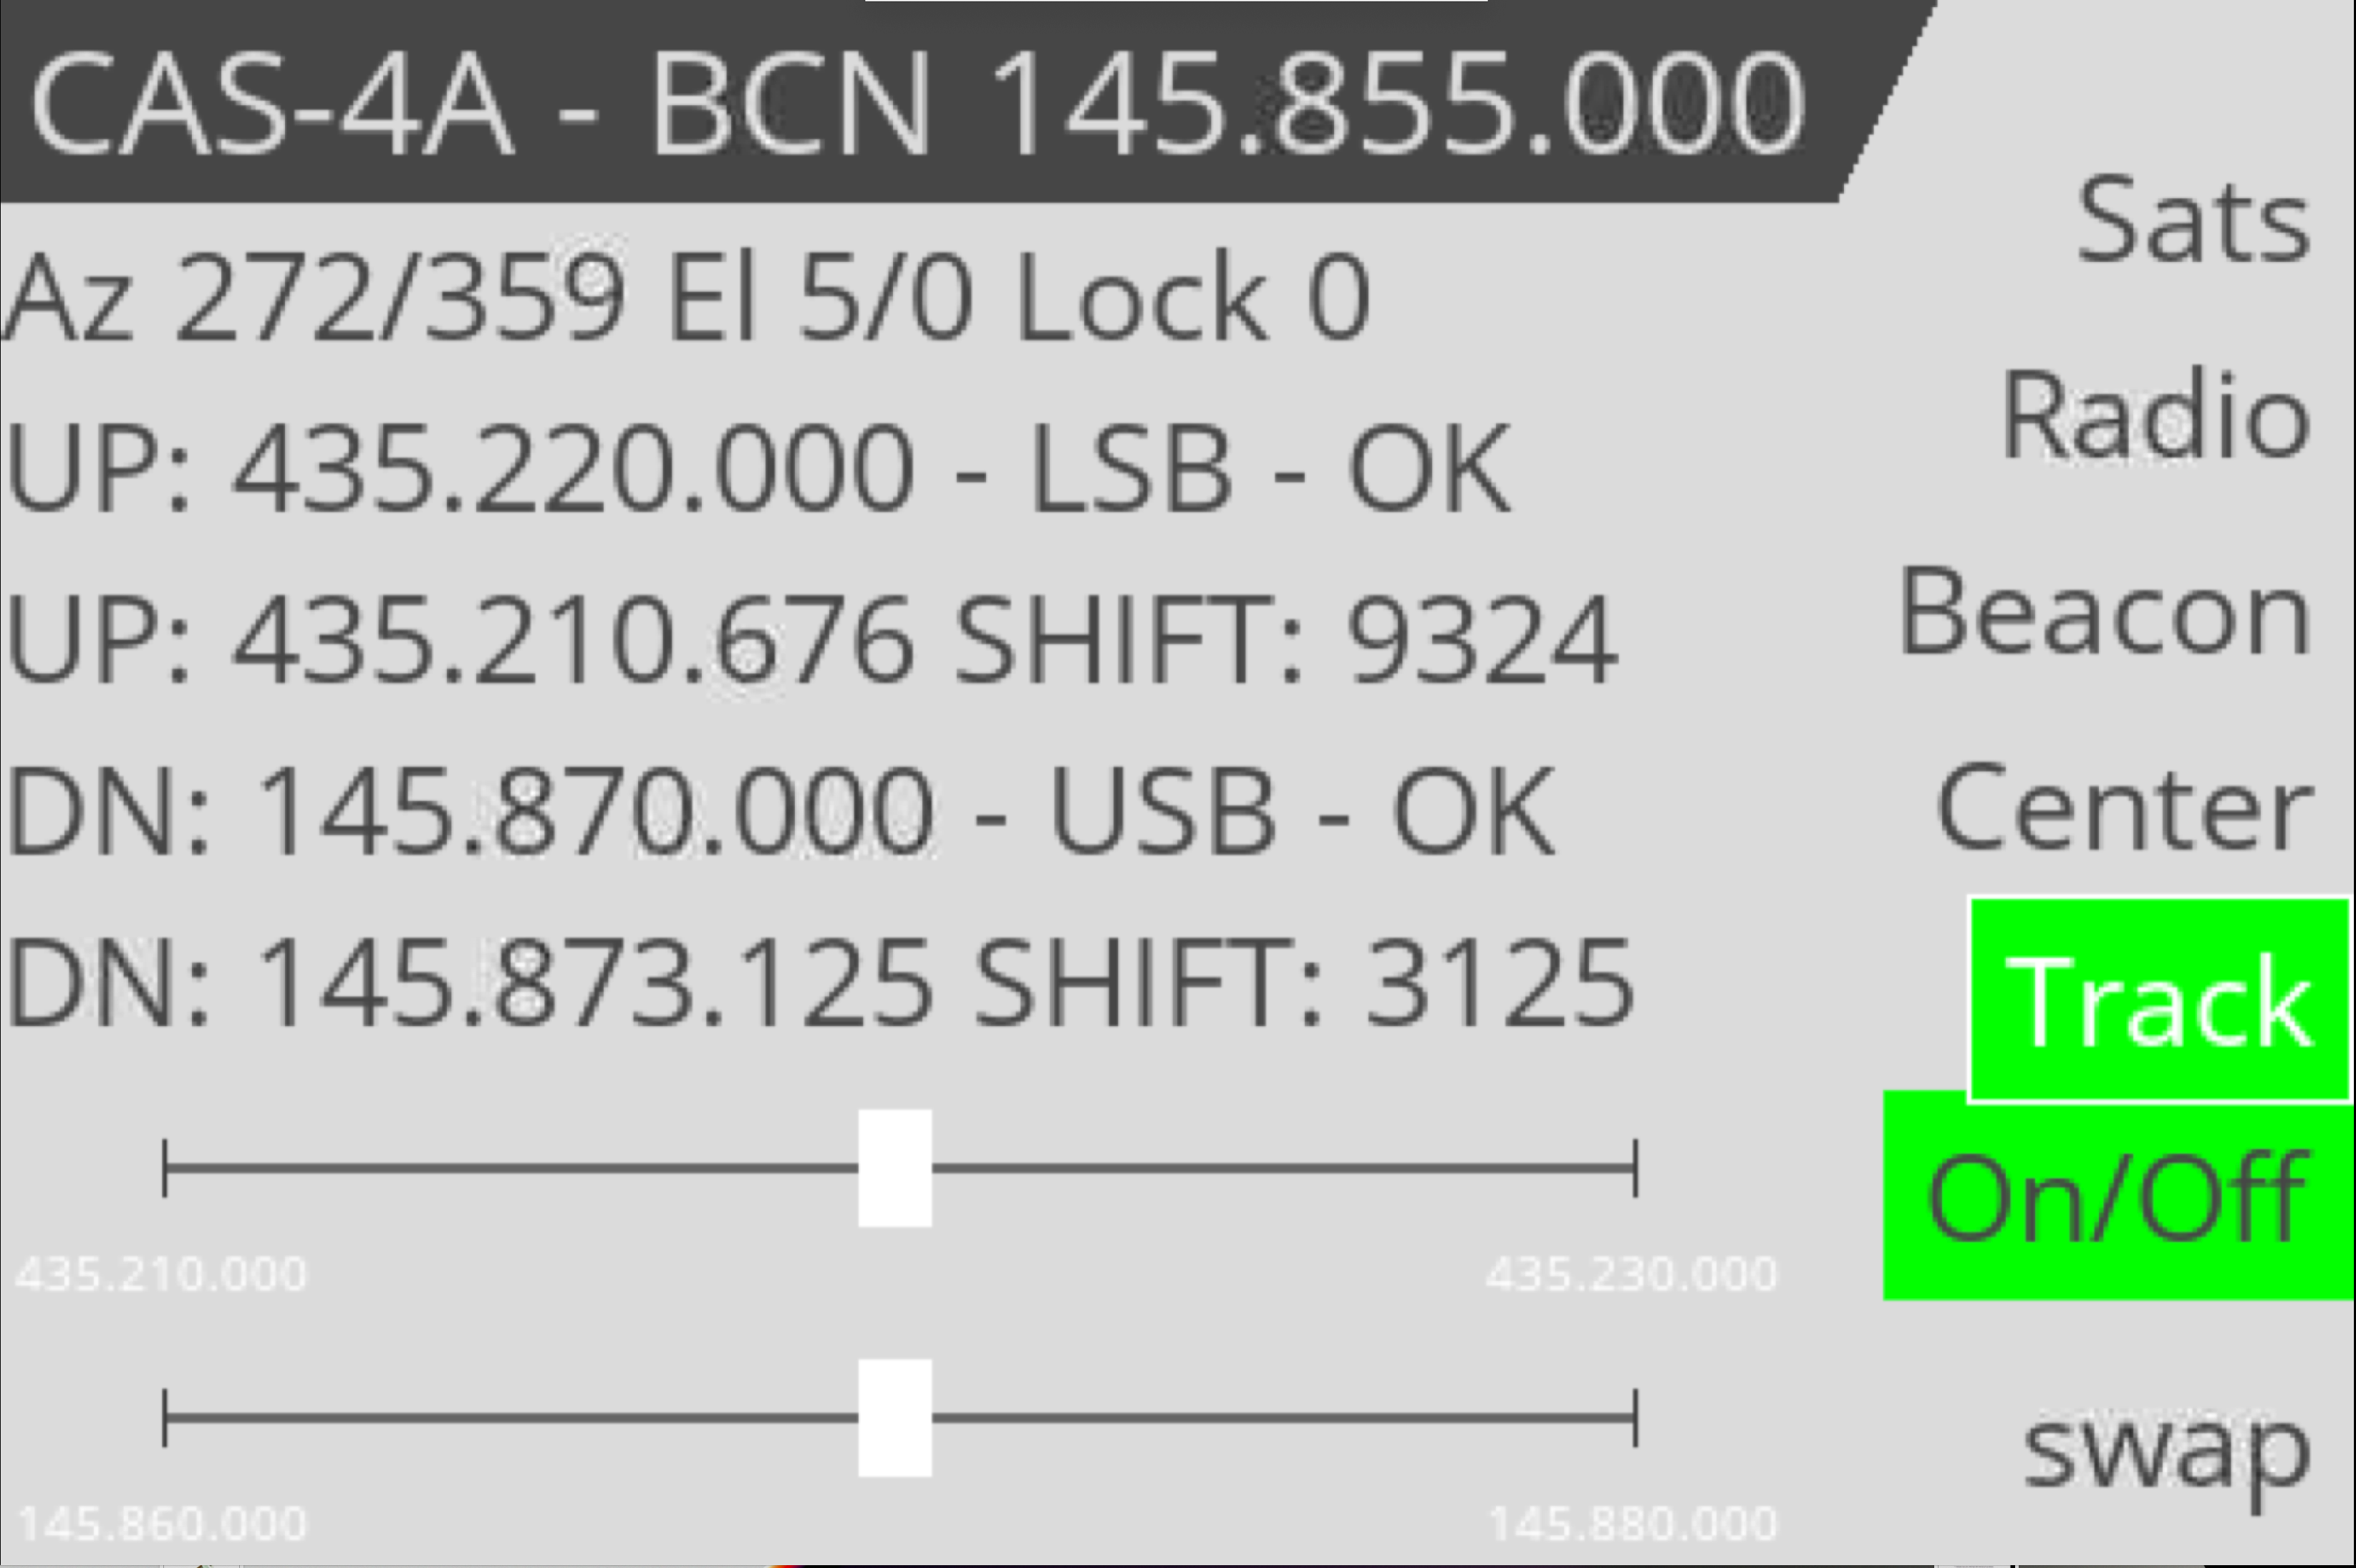 CAS-4A - BCN 145.855.000
Az 272/359 El 5/0 Lock 0
UP: 435.220.000 - LSB - OK
UP: 435.210.676 SHIFT: 9324
DN: 145.870.000 - USB - OK
DN: 145.873.125 SHIFT: 3125
435.210.000 435.230.000
145.860.000 145.880.000
Sats
Radio
Beacon
Center
Track
On/Off
swap